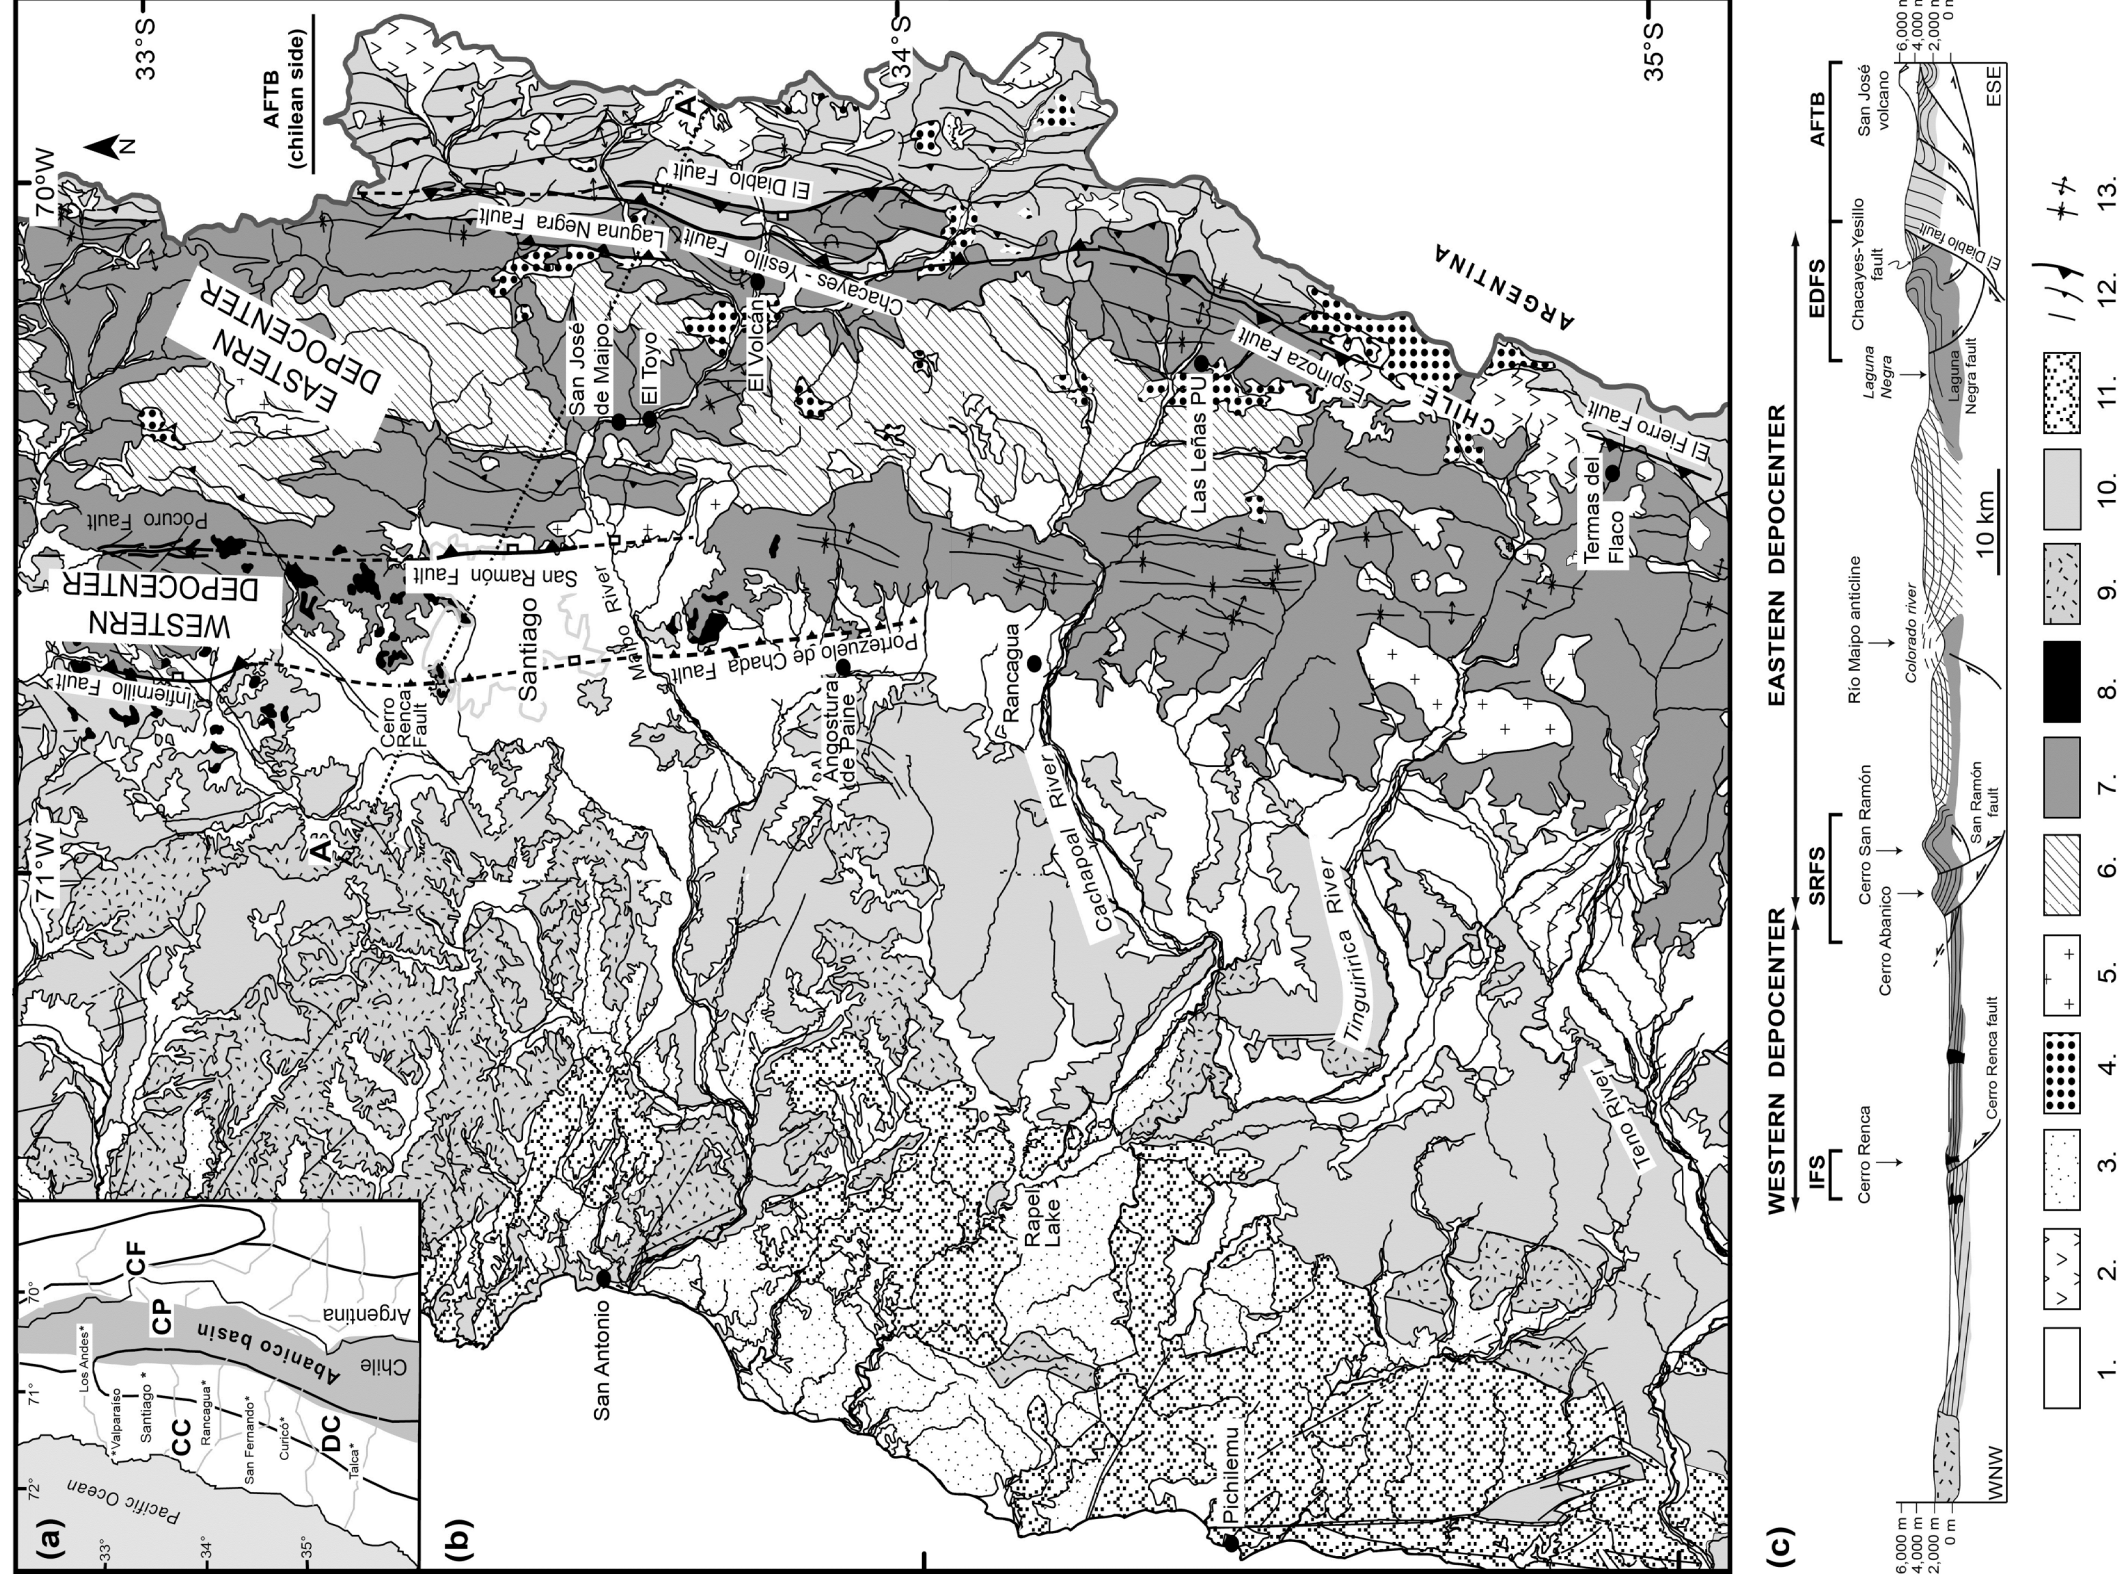 (a)
72°
71°
70°
33°
34°
35°
Pacific Ocean
Los Andes*
*Valparaíso
Santiago *
CC
Rancagua*
San Fernando*
Curicó*
DC
Talca*
CP
CF
Abanico basin
Chile
Argentina
(b)
71°W
70°W
33°S
34°S
35°S
N
AFTB
(chilean side)
WESTERN
DEPOCENTER
EASTERN
DEPOCENTER
Infiernillo Fault
Pocuro Fault
Cerro
Renca
Fault
San Ramón Fault
Santiago
Maipo River
Portezuelo de Chada Fault
Laguna Negra Fault
El Diablo Fault
Chacayes - Yesillo
Fault
A
A'
San José
de Maipo
El Toyo
El Volcán
Angostura
de Paine
Rancagua
Las Leñas PU
Espinoza Fault
CHILE
ARGENTINA
El Fierro Fault
Termas del
Flaco
Cachapoal River
Tinguiririca River
Teno River
Rapel
Lake
San Antonio
Pichilemu
(c)
WESTERN DEPOCENTER
EASTERN DEPOCENTER
IFS
SRFS
EDFS
AFTB
Cerro Renca
Cerro Abanico
Cerro San Ramón
Río Maipo anticline
Colorado river
Laguna
Negra
Chacayes-Yesillo
fault
San José
volcano
6,000 m
4,000 m
2,000 m
0 m
6,000 m
4,000 m
2,000 m
0 m
Cerro Renca fault
San Ramón
fault
Laguna
Negra fault
El Diablo fault
10 km
WNW
ESE
1.
2.
3.
4.
5.
6.
7.
8.
9.
10.
11.
12.
13.